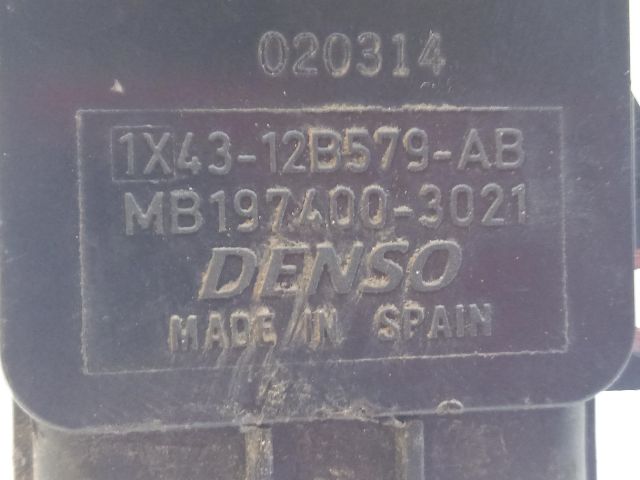 020314
1X43-12B579-AB
MB197400-3021
DENSO
MADE IN SPAIN